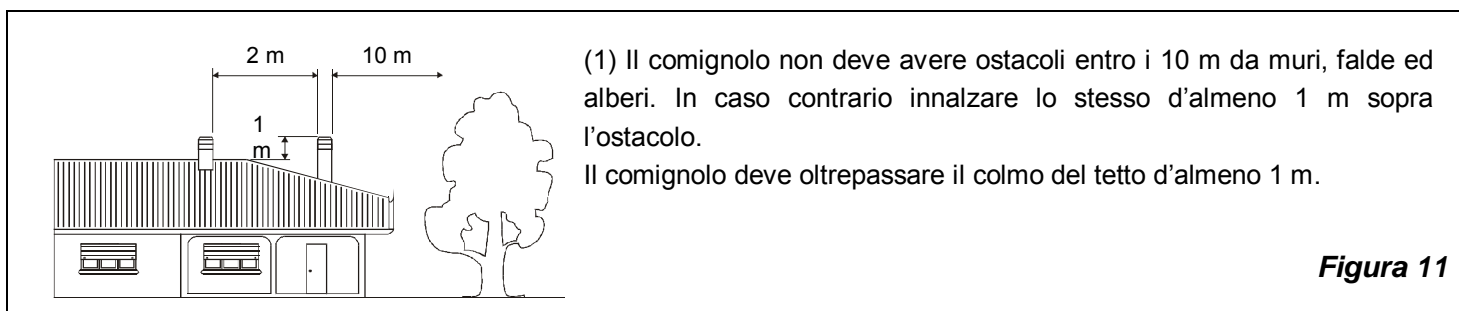 2 m
10 m
1
m
(1) Il comignolo non deve avere ostacoli entro i 10 m da muri, falde ed
alberi. In caso contrario innalzare lo stesso d’almeno 1 m sopra
l’ostacolo.
Il comignolo deve oltrepassare il colmo del tetto d’almeno 1 m.
Figura 11